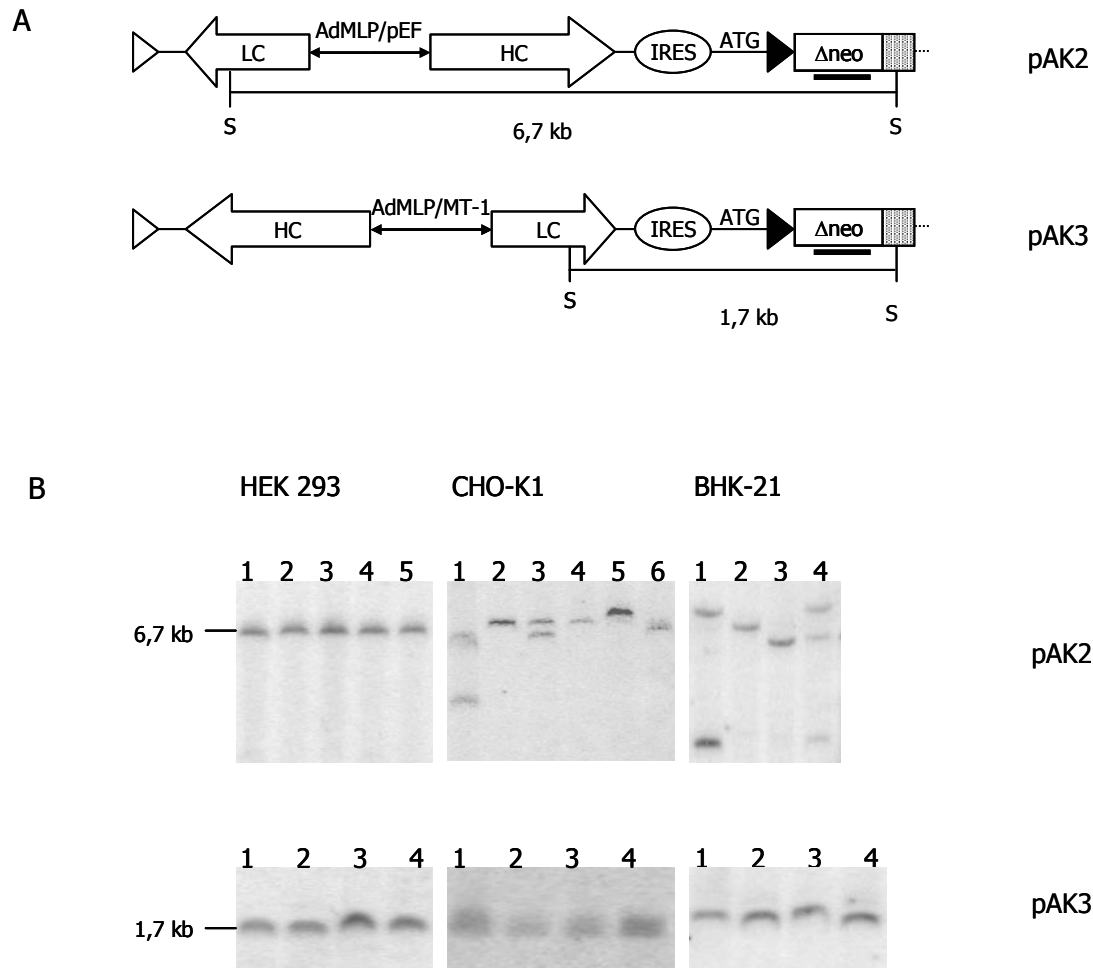 A
AdMLP/pEF
LC
HC
IRES
ATG
Δneo
pAK2
S
6,7 kb
S
AdMLP/MT-1
HC
LC
IRES
ATG
Δneo
pAK3
S
1,7 kb
S
B
HEK 293
CHO-K1
BHK-21
1 2 3 4 5
1 2 3 4 5 6
1 2 3 4
6,7 kb
pAK2
1 2 3 4
1 2 3 4
1 2 3 4
1,7 kb
pAK3